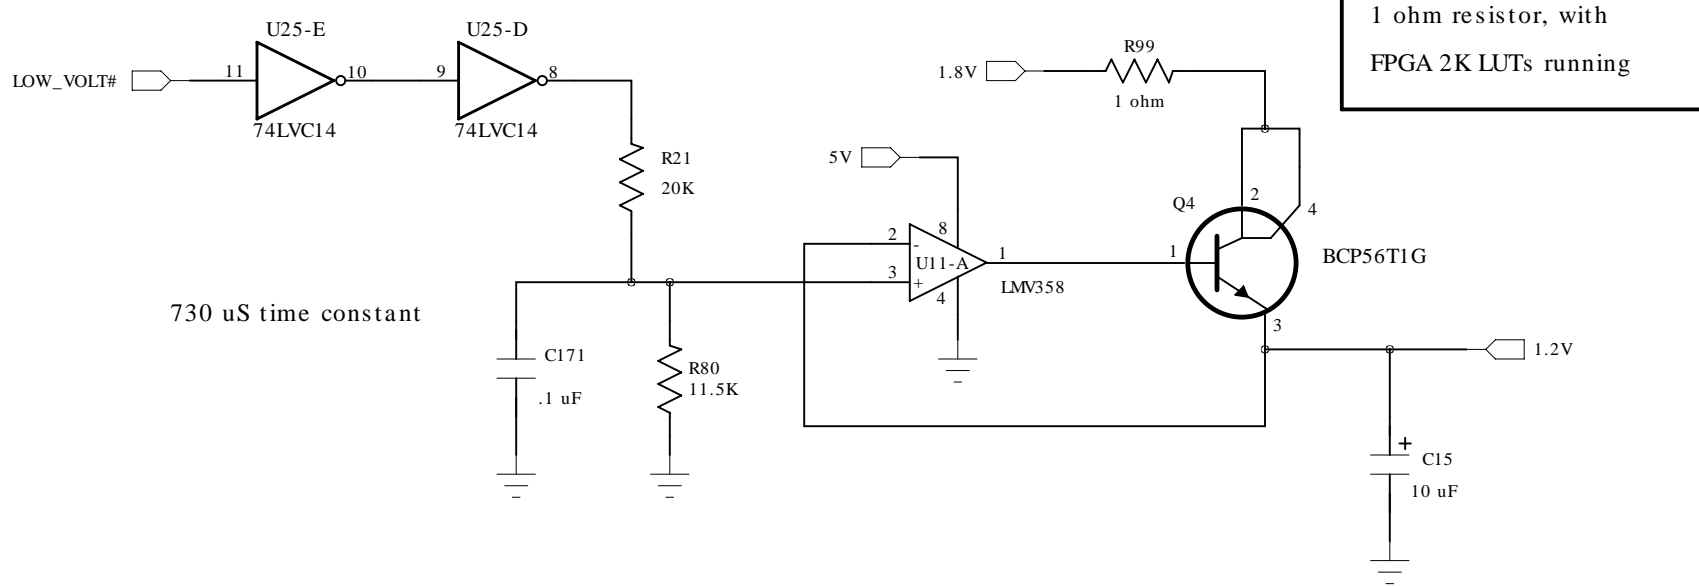 1 ohm resistor, with
FPGA 2K LUTs running
U25-E
U25-D
LOW_VOLT#
11
10
9
8
74LVC14
74LVC14
R99
1.8V
1 ohm
R21
20K
5V
2
8
U11-A
3
4
1
LMV358
Q4
2
4
1
BCP56T1G
3
730 uS time constant
C171
.1 uF
R80
11.5K
1.2V
+
C15
10 uF
-
+